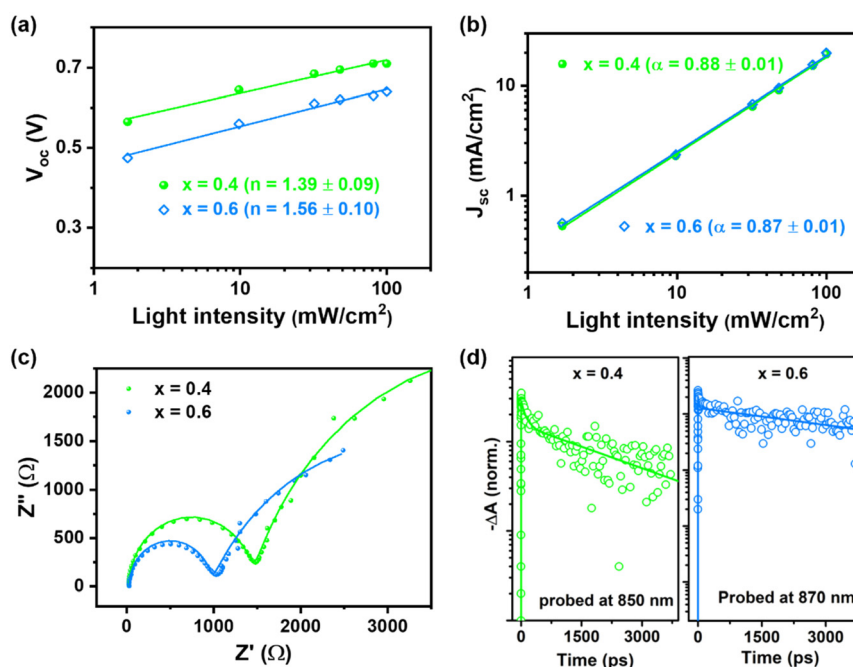 (a)
0.7
0.5
0.3
V_oc (V)
x = 0.4 (n = 1.39 ± 0.09)
x = 0.6 (n = 1.56 ± 0.10)
1
10
100
Light intensity (mW/cm²)
(b)
10
1
J_sc (mA/cm²)
x = 0.4 (α = 0.88 ± 0.01)
x = 0.6 (α = 0.87 ± 0.01)
1
10
100
Light intensity (mW/cm²)
(c)
2000
1500
1000
500
0
Z'' (Ω)
x = 0.4
x = 0.6
0
1000
2000
3000
Z' (Ω)
(d)
-ΔA (norm.)
x = 0.4
probed at 850 nm
0
1500
3000
Time (ps)
x = 0.6
Probed at 870 nm
0
1500
3000
Time (ps)